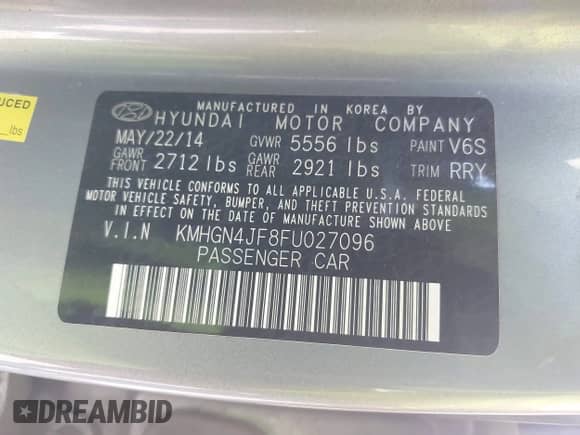 UCED
lbs
MANUFACTURED IN KOREA BY
HYUNDAI MOTOR COMPANY
MAY/22/14 GVWR 5556 lbs PAINT V6S
GAWR FRONT 2712 lbs GAWR REAR 2921 lbs TRIM RRY
THIS VEHICLE CONFORMS TO ALL APPLICABLE U.S.A. FEDERAL
MOTOR VEHICLE SAFETY, BUMPER, AND THEFT PREVENTION STANDARDS
IN EFFECT ON THE DATE OF MANUFACTURE SHOWN ABOVE
V.I.N KMHGN4JF8FU027096
PASSENGER CAR
DREAMBID